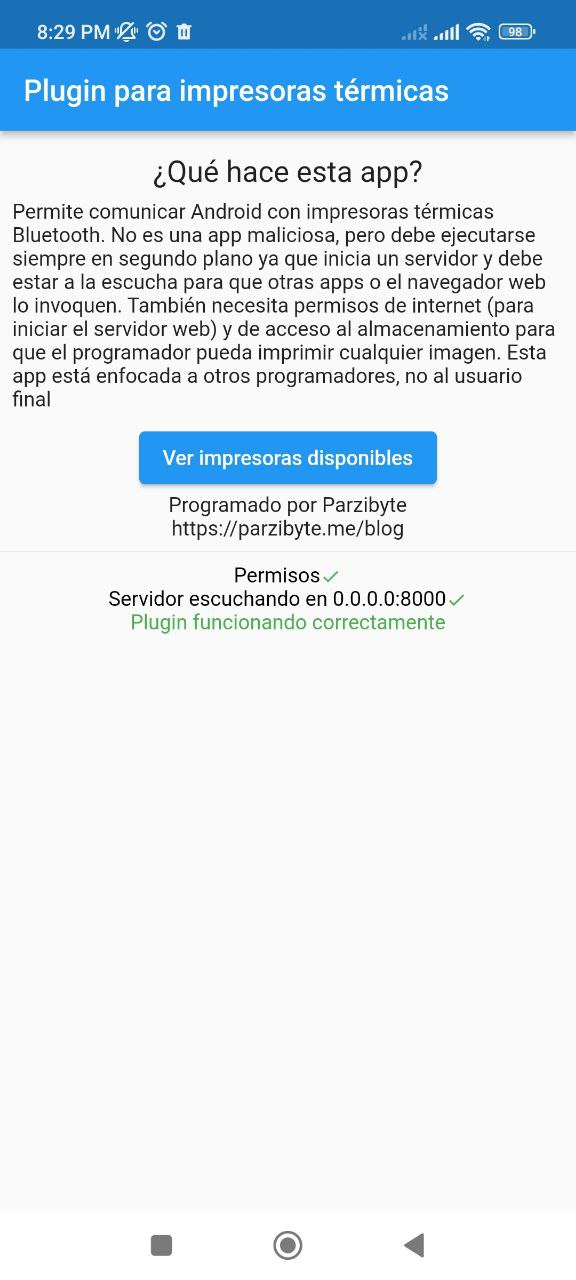 8:29 PM
98
Plugin para impresoras térmicas
¿Qué hace esta app?
Permite comunicar Android con impresoras térmicas
Bluetooth. No es una app maliciosa, pero debe ejecutarse
siempre en segundo plano ya que inicia un servidor y debe
estar a la escucha para que otras apps o el navegador web
lo invoquen. También necesita permisos de internet (para
iniciar el servidor web) y de acceso al almacenamiento para
que el programador pueda imprimir cualquier imagen. Esta
app está enfocada a otros programadores, no al usuario
final
Ver impresoras disponibles
Programado por Parzibyte
https://parzibyte.me/blog
Permisos
Servidor escuchando en 0.0.0.0:8000
Plugin funcionando correctamente